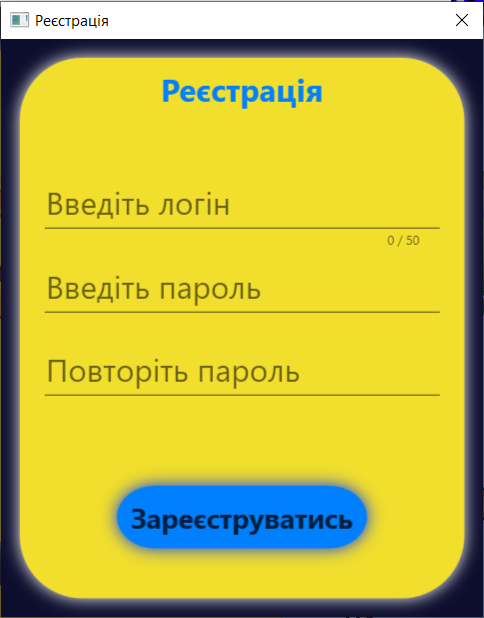 Реєстрація
Реєстрація
Введіть логін
0 / 50
Введіть пароль
Повторіть пароль
Зареєструватись